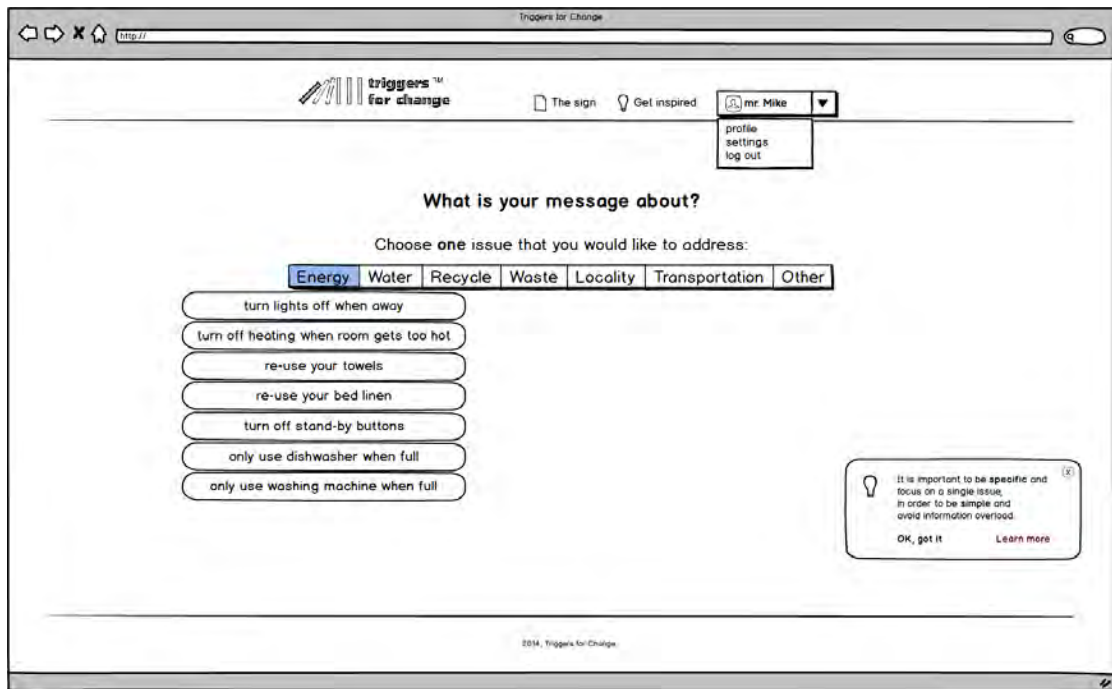 Triggers for Change
http://
triggers™
for change
The sign
Get inspired
mr. Mike
profile
settings
log out
What is your message about?
Choose one issue that you would like to address:
Energy Water Recycle Waste Locality Transportation Other
turn lights off when away
turn off heating when room gets too hot
re-use your towels
re-use your bed linen
turn off stand-by buttons
only use dishwasher when full
only use washing machine when full
It is important to be specific and
focus on a single issue,
in order to be simple and
avoid information overload.
OK, got it Learn more
2014, Triggers for Change